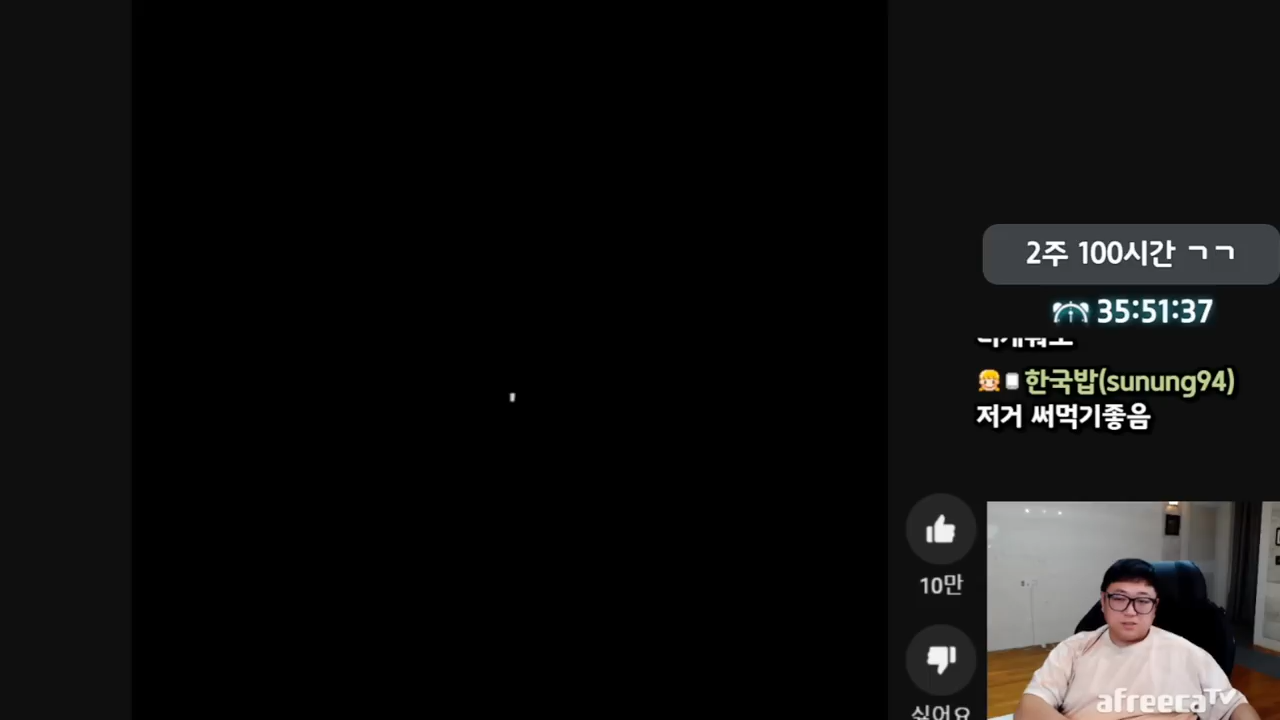 2주 100시간 ㄱㄱ
35:51:37
한국밥(sunung94)
저거 써먹기좋음
10만
싫어요
afreecaTV